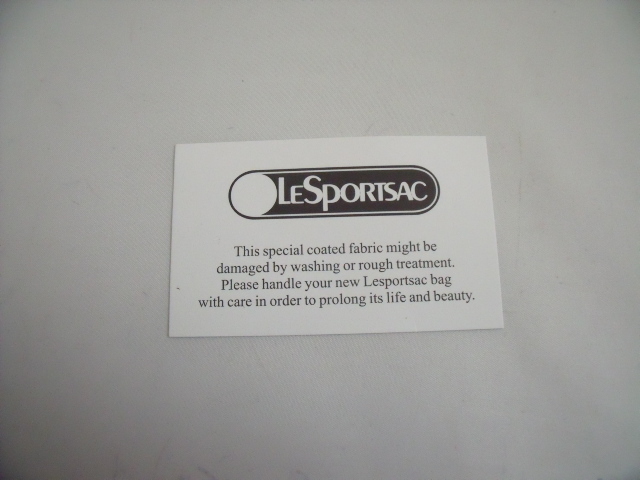 LESPORTSAC
This special coated fabric might be
damaged by washing or rough treatment.
Please handle your new Lesportsac bag
with care in order to prolong its life and beauty.